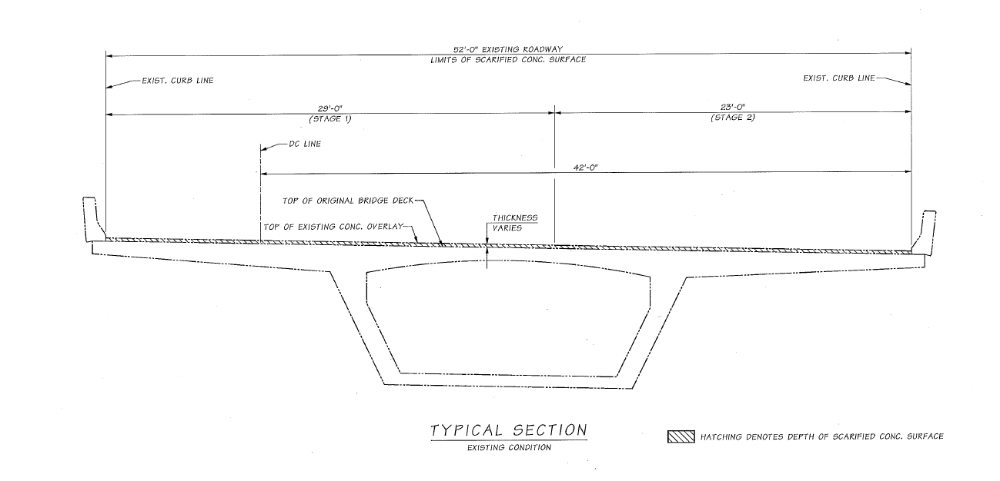 52'-0" EXISTING ROADWAY
LIMITS OF SCARIFIED CONC. SURFACE
EXIST. CURB LINE
EXIST. CURB LINE
29'-0"
(STAGE 1)
23'-0"
(STAGE 2)
DC LINE
42'-0"
TOP OF ORIGINAL BRIDGE DECK
THICKNESS
VARIES
TOP OF EXISTING CONC. OVERLAY
TYPICAL SECTION
EXISTING CONDITION
HATCHING DENOTES DEPTH OF SCARIFIED CONC. SURFACE